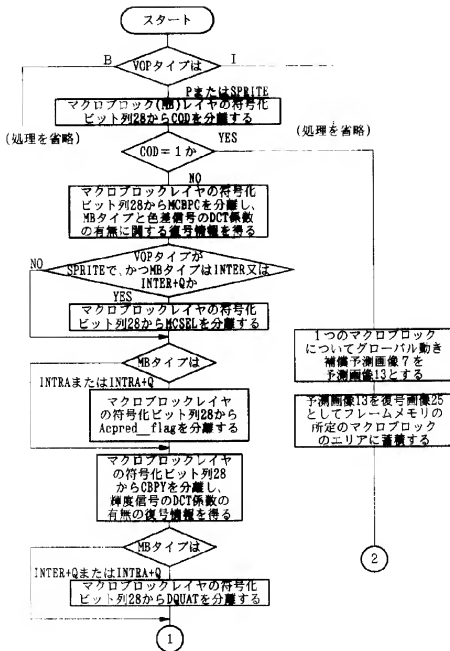 スタート
B
VOPタイプは
I
PまたはSPRITE
マクロブロック(MB)レイヤの符号化
ビット列28からCODを分離する
(処理を省略)
(処理を省略)
COD=1か
YES
NO
マクロブロックレイヤの符号化
ビット列28からMCBPCを分離し、
MBタイプと色差信号のDCT係数
の有無に関する復号情報を得る
VOPタイプが
SPRITEで、かつMBタイプはINTER又は
INTER+Qか
NO
YES
マクロブロックレイヤの符号化
ビット列28からMCSELを分離する
1つのマクロブロック
についてグローバル動き
補償予測画像7を
予測画像13とする
MBタイプは
INTRAまたはINTRA+Q
マクロブロックレイヤ
の符号化ビット列28から
Acpred_flagを分離する
予測画像13を復号画像25
としてフレームメモリの
所定のマクロブロック
のエリアに蓄積する
マクロブロックレイヤ
の符号化ビット列28
からCBPYを分離し、
輝度信号のDCT係数の
有無の復号情報を得る
MBタイプは
2
INTER+QまたはINTRA+Q
マクロブロックレイヤの符号化
ビット列28からDQUATを分離する
1